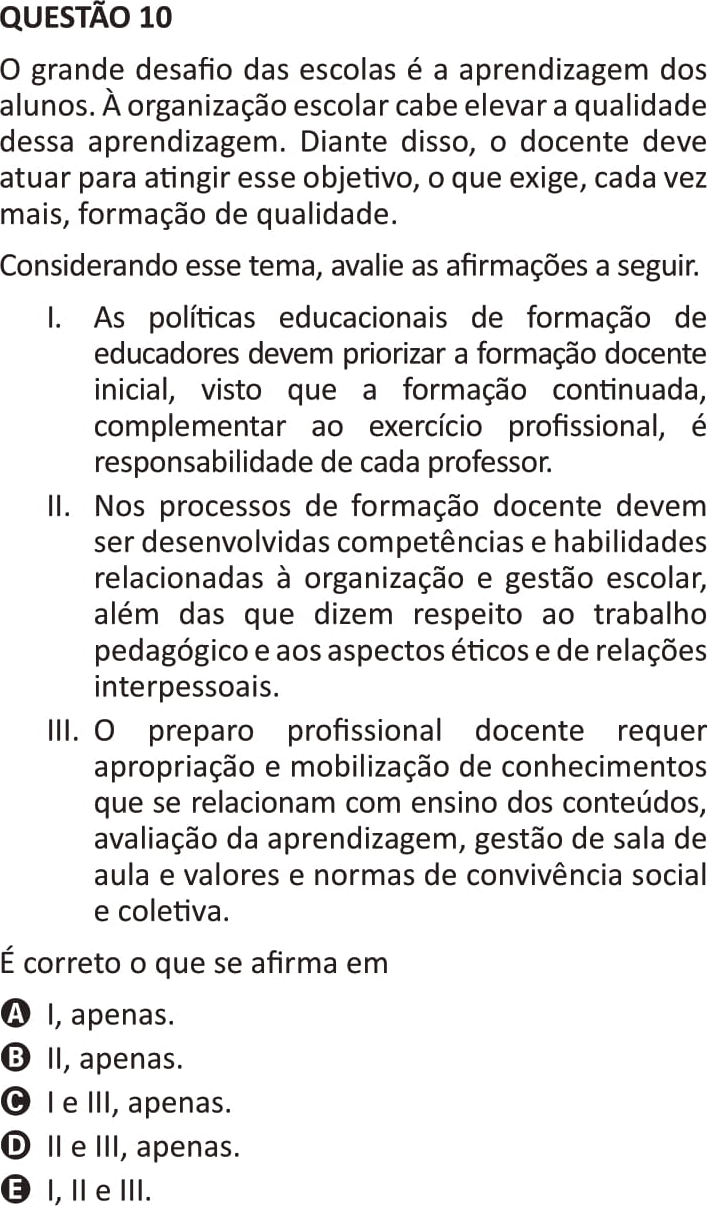 QUESTÃO 10
O grande desafio das escolas é a aprendizagem dos
alunos. À organização escolar cabe elevar a qualidade
dessa aprendizagem. Diante disso, o docente deve
atuar para atingir esse objetivo, o que exige, cada vez
mais, formação de qualidade.
Considerando esse tema, avalie as afirmações a seguir.
I. As políticas educacionais de formação de
educadores devem priorizar a formação docente
inicial, visto que a formação continuada,
complementar ao exercício profissional, é
responsabilidade de cada professor.
II. Nos processos de formação docente devem
ser desenvolvidas competências e habilidades
relacionadas à organização e gestão escolar,
além das que dizem respeito ao trabalho
pedagógico e aos aspectos éticos e de relações
interpessoais.
III. O preparo profissional docente requer
apropriação e mobilização de conhecimentos
que se relacionam com ensino dos conteúdos,
avaliação da aprendizagem, gestão de sala de
aula e valores e normas de convivência social
e coletiva.
É correto o que se afirma em
A I, apenas.
B II, apenas.
C I e III, apenas.
D II e III, apenas.
E I, II e III.